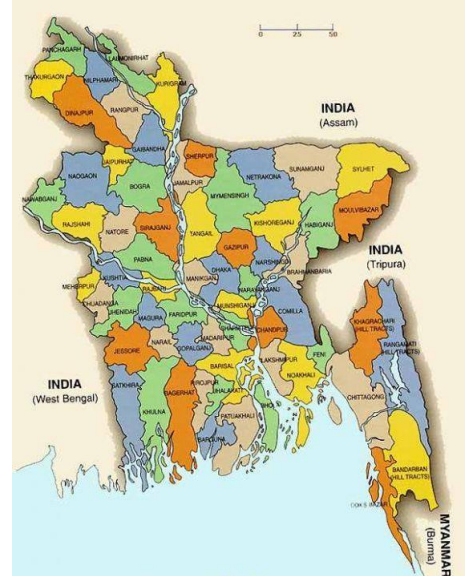 PANCHAGARH
LALMONIRHAT
THAKURGAON
NILPHAMARI
KURIGRAM
DINAJPUR
RANGPUR
0 25 50
INDIA
(Assam)
GAIBANDHA
SHERPUR
JAIPURHAT
NAOGAON
BOGRA
JAMALPUR
NETRAKONA
SUNAMGANJ
SYLHET
MYMENSINGH
NAWABGANJ
RAJSHAHI
NATORE
SIRAJGANJ
TANGAIL
KISHOREGANJ
HABIGANJ
MOULVIBAZAR
GAZIPUR
INDIA
(Tripura)
PABNA
DHAKA
NARSHINGDI
BRAHMANBARIA
MANIKGANJ
KUSHTIA
MEHERPUR
RAJBARI
NARAYANGANJ
CHUADANGA
JHENIDAH
MAGURA
FARIDPUR
MUNSHIGANJ
COMILLA
KHAGRACHARI
(HILL TRACTS)
CHANDPUR
JESSORE
NARAIL
MADARIPUR
GOPALGANJ
RANGAMATI
(HILL TRACTS)
LAKSHMIPUR
FENI
BARISAL
NOAKHALI
INDIA
(West Bengal)
SATKHIRA
KHULNA
BAGERHAT
PIROJPUR
CHITTAGONG
PATUAKHALI
BARGUNA
BANDARBAN
(HILL TRACTS)
COX'S BAZAR
MYANMAR
(Burma)